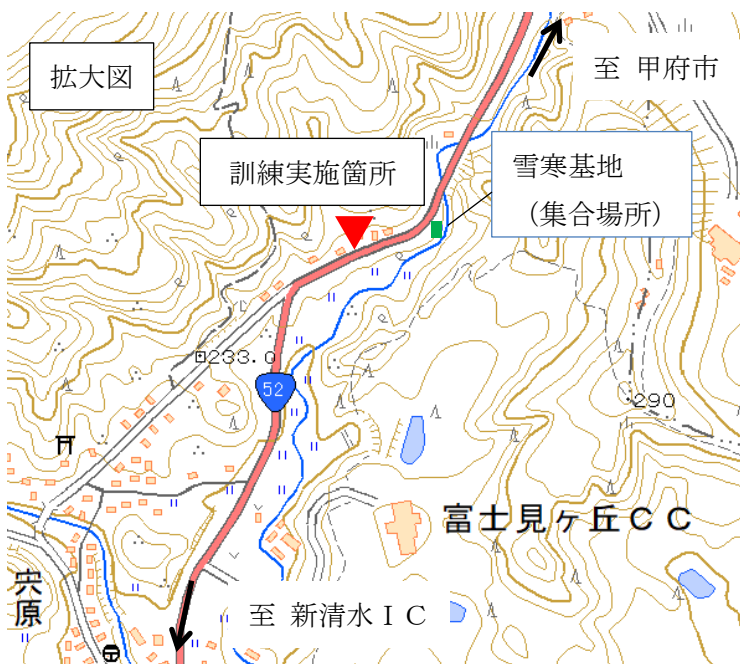 拡大図
至 甲府市
訓練実施箇所
雪寒基地
（集合場所）
233.0
52
290
富士見ヶ丘ＣＣ
宍原
至 新清水ＩＣ